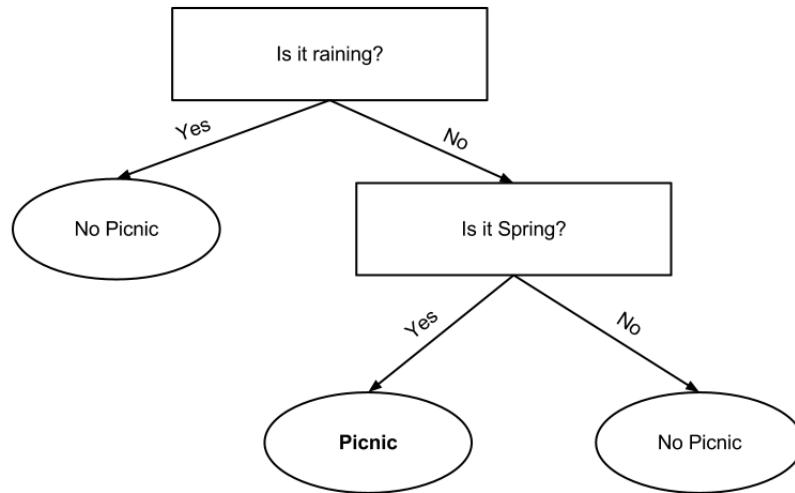 Is it raining?
Yes
No
No Picnic
Is it Spring?
Yes
No
Picnic
No Picnic